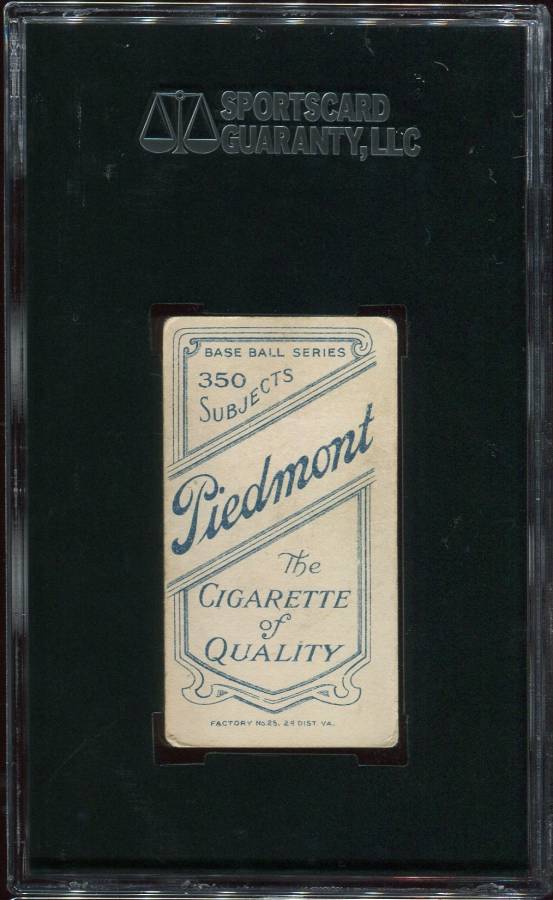 SPORTSCARD
GUARANTY, LLC
BASE BALL SERIES
350
SUBJECTS
Piedmont
The
CIGARETTE
of
QUALITY
FACTORY No 25, 2D DIST. VA.